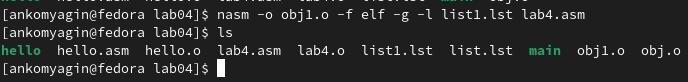 [ankomyagin@fedora lab04]$ nasm -o obj1.o -f elf -g -l list1.lst lab4.asm
[ankomyagin@fedora lab04]$ ls
hello hello.asm hello.o lab4.asm lab4.o list1.lst list.lst main obj1.o obj.o
[ankomyagin@fedora lab04]$